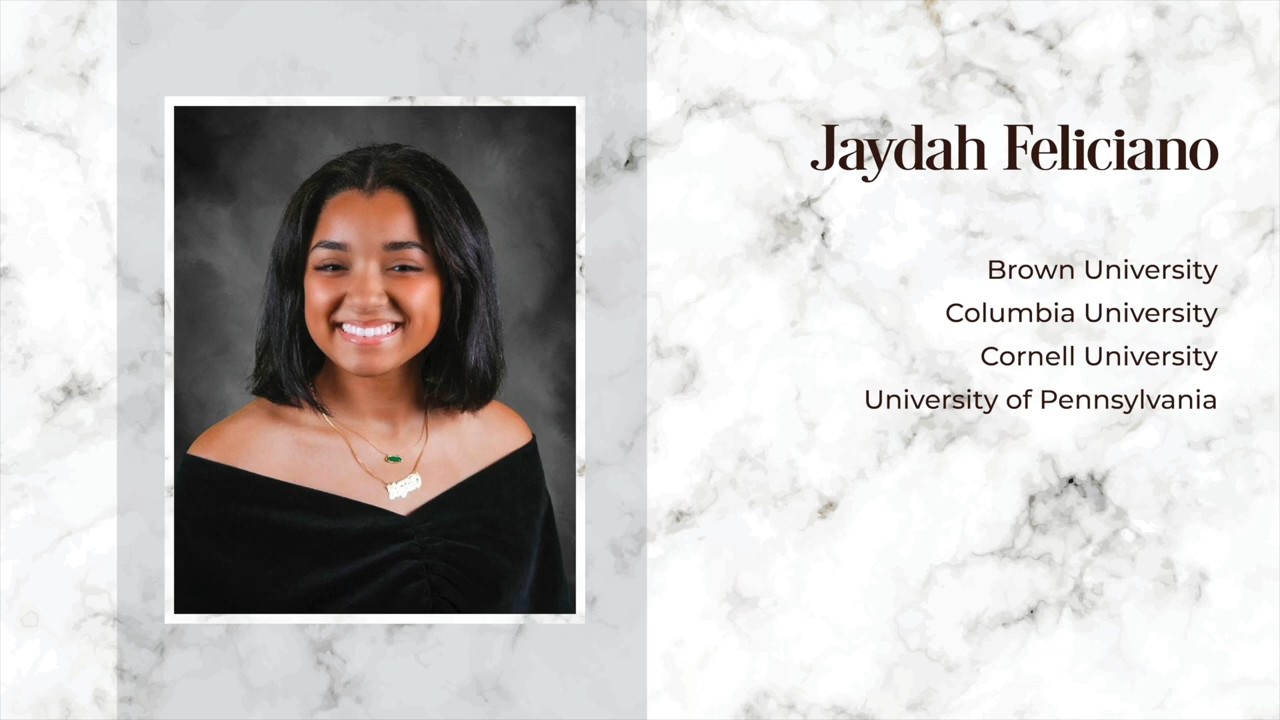 Jaydah Feliciano
Brown University
Columbia University
Cornell University
University of Pennsylvania